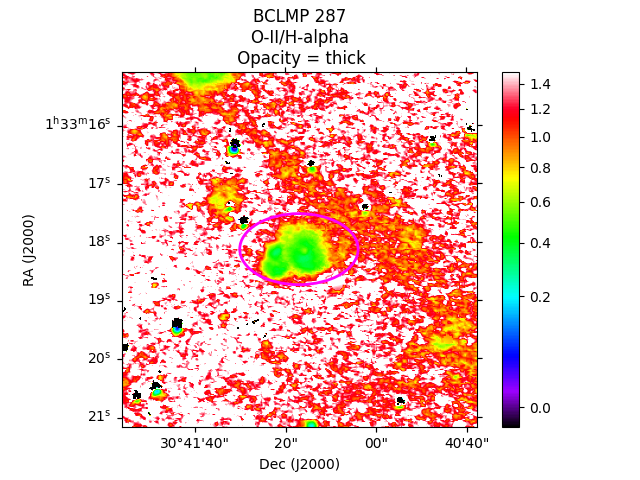 BCLMP 287
O-II/H-alpha
Opacity = thick
1ʰ33ᵐ16ˢ
17ˢ
18ˢ
19ˢ
20ˢ
21ˢ
RA (J2000)
30°41'40"
20"
00"
40'40"
Dec (J2000)
1.4
1.2
1.0
0.8
0.6
0.4
0.2
0.0